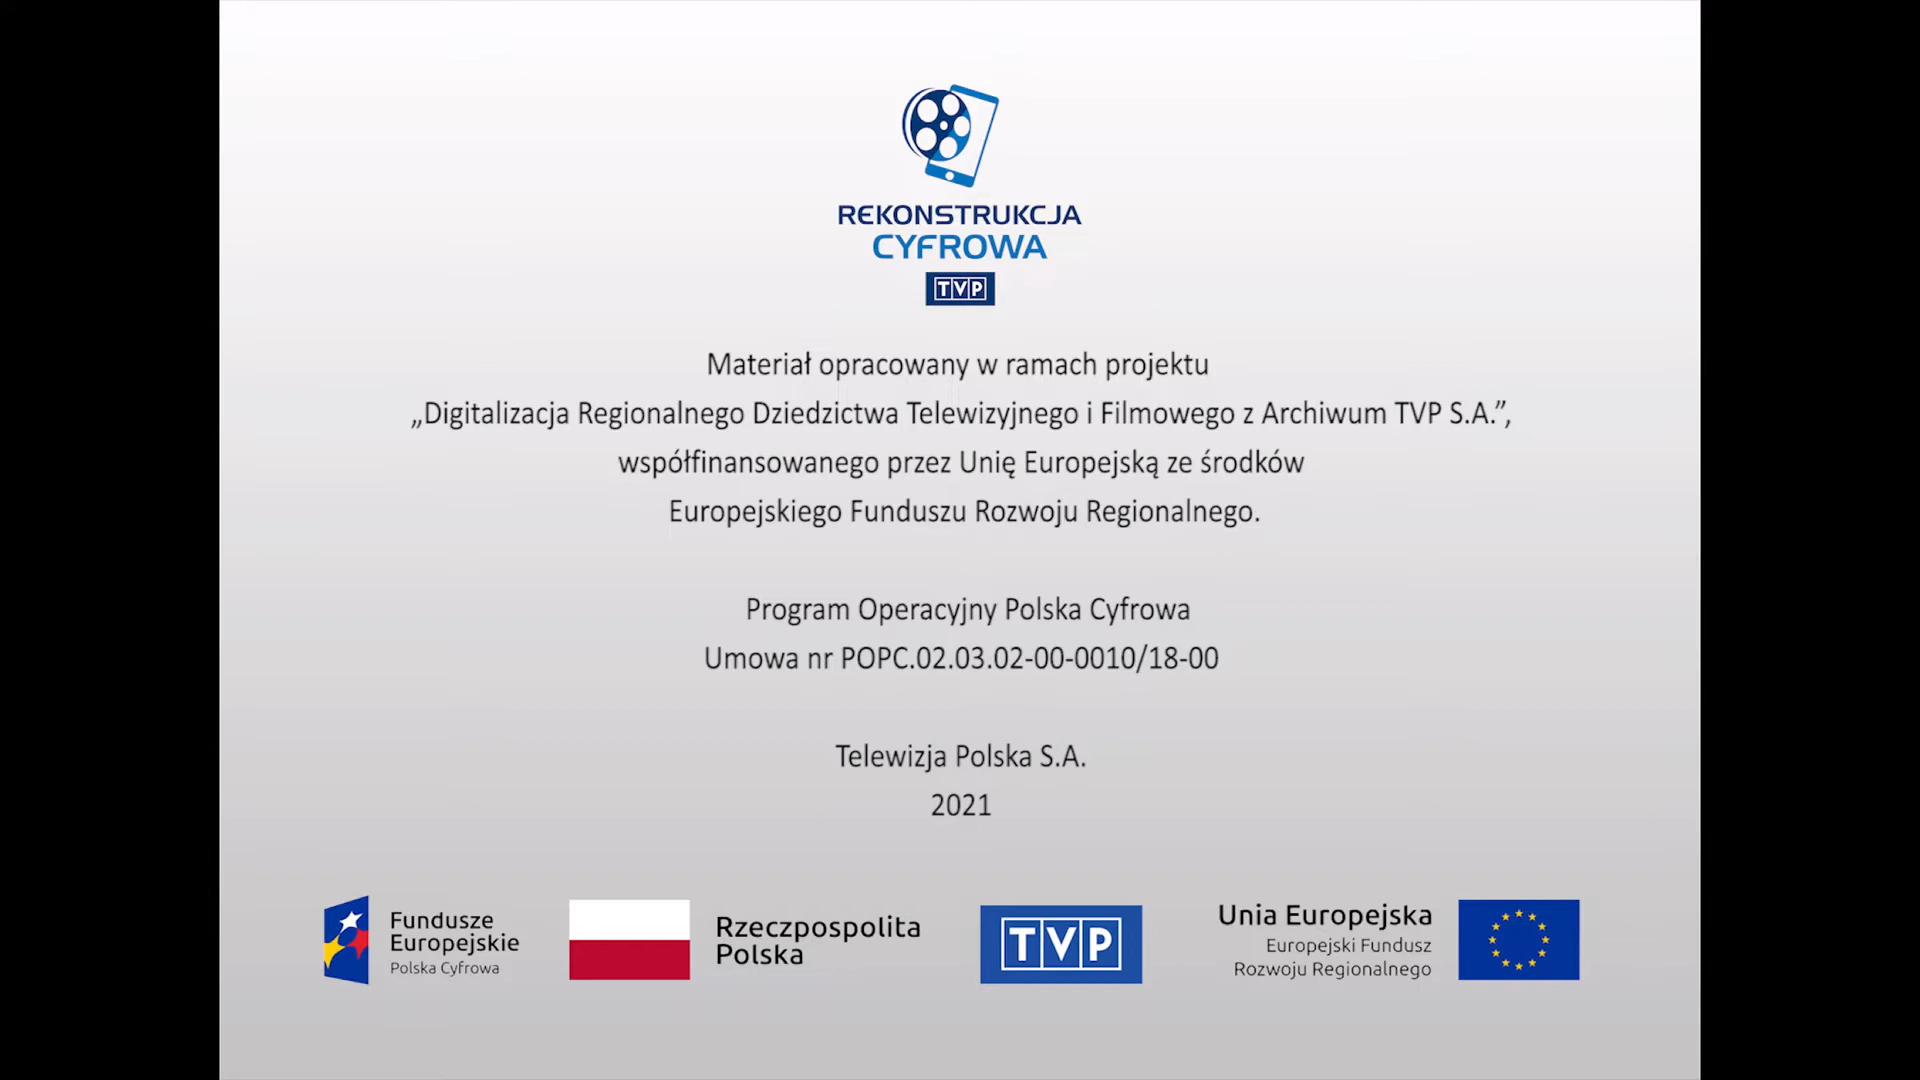 REKONSTRUKCJA
CYFROWA
TVP
Materiał opracowany w ramach projektu
„Digitalizacja Regionalnego Dziedzictwa Telewizyjnego i Filmowego z Archiwum TVP S.A.”,
współfinansowanego przez Unię Europejską ze środków
Europejskiego Funduszu Rozwoju Regionalnego.
Program Operacyjny Polska Cyfrowa
Umowa nr POPC.02.03.02-00-0010/18-00
Telewizja Polska S.A.
2021
Fundusze
Europejskie
Polska Cyfrowa
Rzeczpospolita
Polska
TVP
Unia Europejska
Europejski Fundusz
Rozwoju Regionalnego